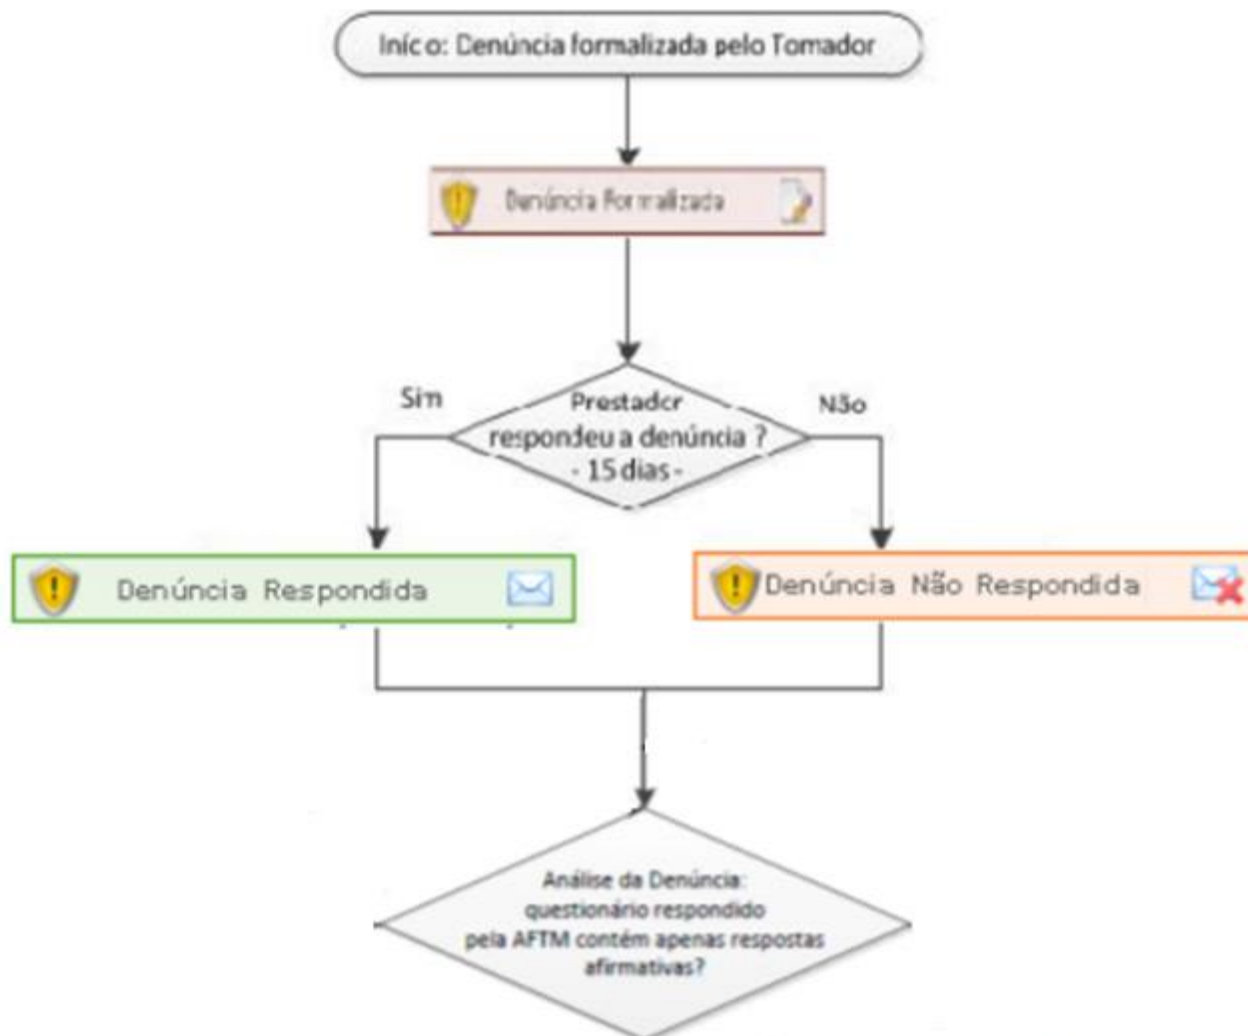 Iníc o: Denúncia formalizada pelo Tomador
Denúncia Formalizada
Sim
Prestador
Não
respondeu a denúncia ?
- 15 dias -
Denúncia Respondida
Denúncia Não Respondida
Análise da Denúncia:
questionário respondido
pela AFTM contém apenas respostas
afirmativas?